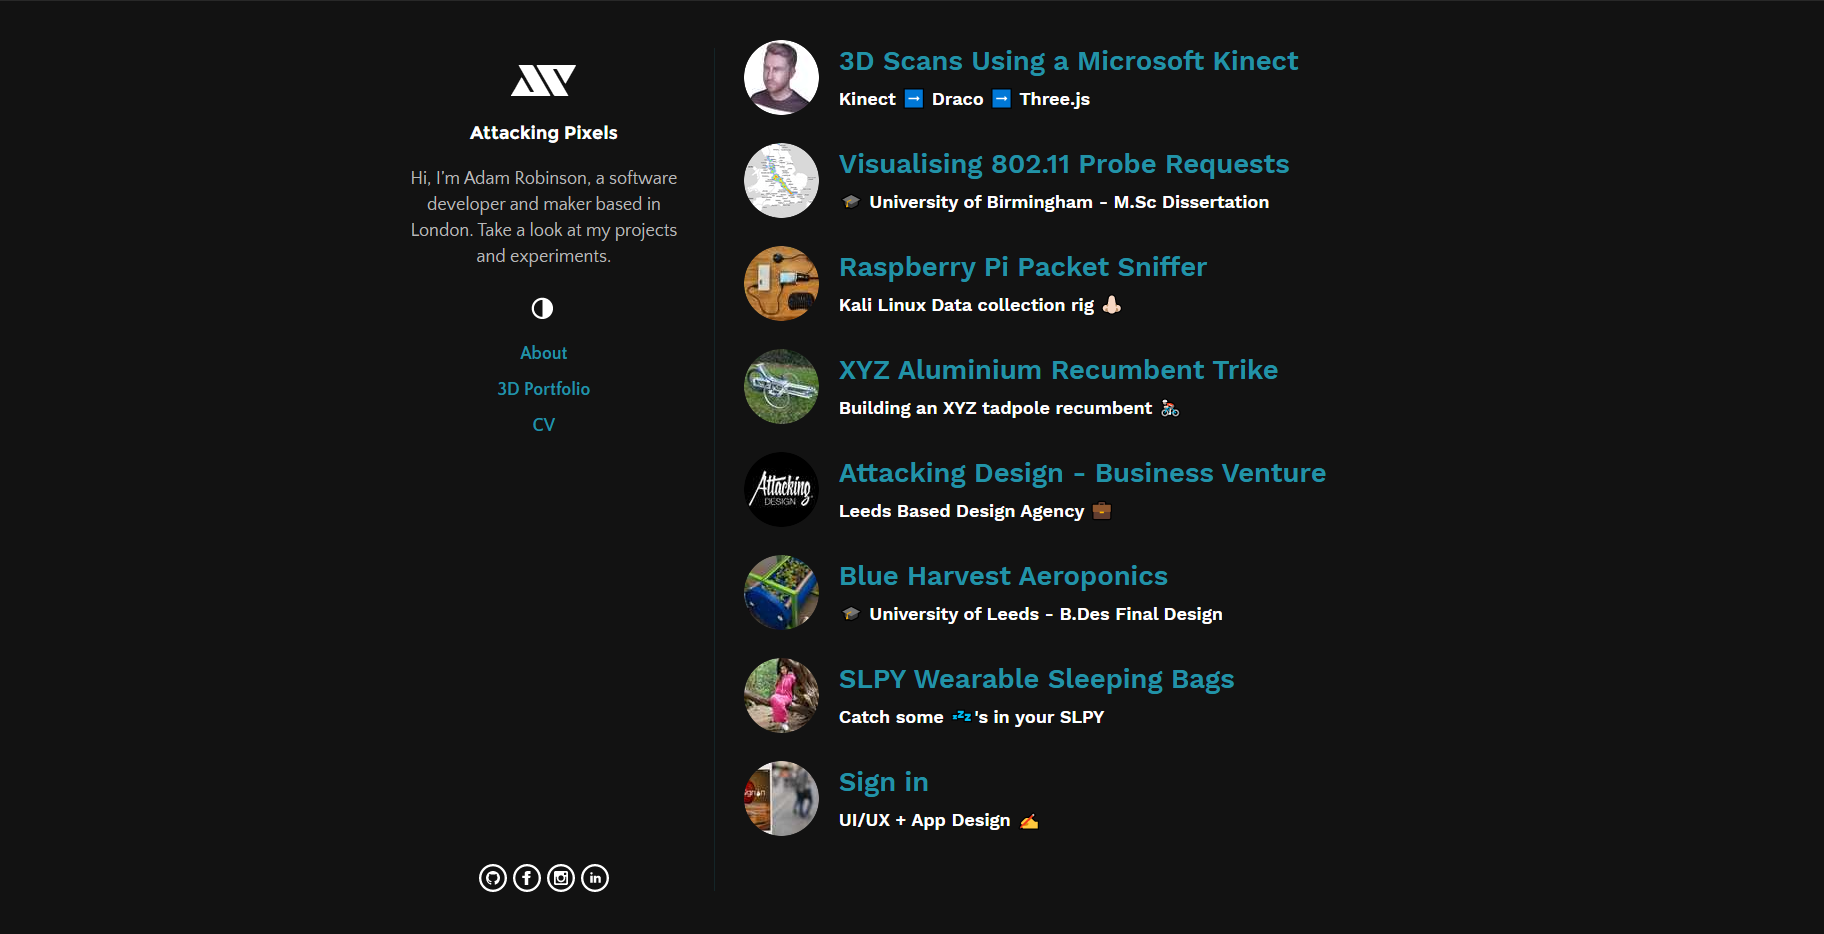 Attacking Pixels
Hi, I'm Adam Robinson, a software
developer and maker based in
London. Take a look at my projects
and experiments.
About
3D Portfolio
CV
3D Scans Using a Microsoft Kinect
Kinect ➡ Draco ➡ Three.js
Visualising 802.11 Probe Requests
🎓 University of Birmingham - M.Sc Dissertation
Raspberry Pi Packet Sniffer
Kali Linux Data collection rig 👃🏻
XYZ Aluminium Recumbent Trike
Building an XYZ tadpole recumbent 🚴🏻
Attacking
DESIGN
Attacking Design - Business Venture
Leeds Based Design Agency 💼
Blue Harvest Aeroponics
🎓 University of Leeds - B.Des Final Design
SLPY Wearable Sleeping Bags
Catch some 💤's in your SLPY
Sign in
UI/UX + App Design ✍
in